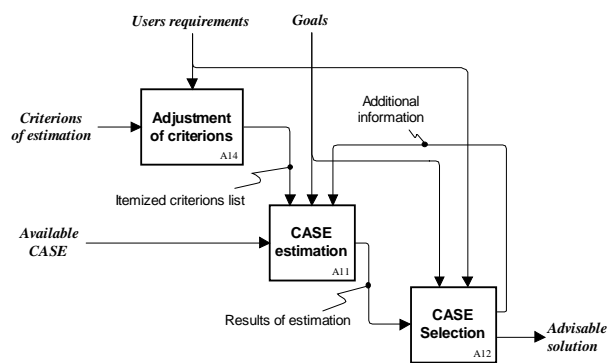 Users requirements
Goals
Criterions
of estimation
Adjustment
of criterions
A14
Additional
information
Itemized criterions list
Available
CASE
CASE
estimation
A11
Results of estimation
CASE
Selection
A12
Advisable
solution